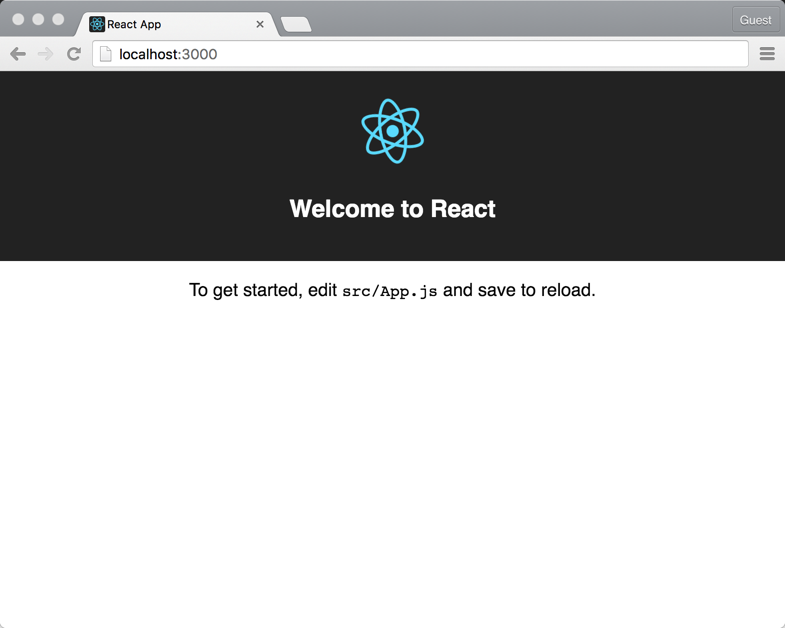 React App
Guest
localhost:3000
Welcome to React
To get started, edit src/App.js and save to reload.